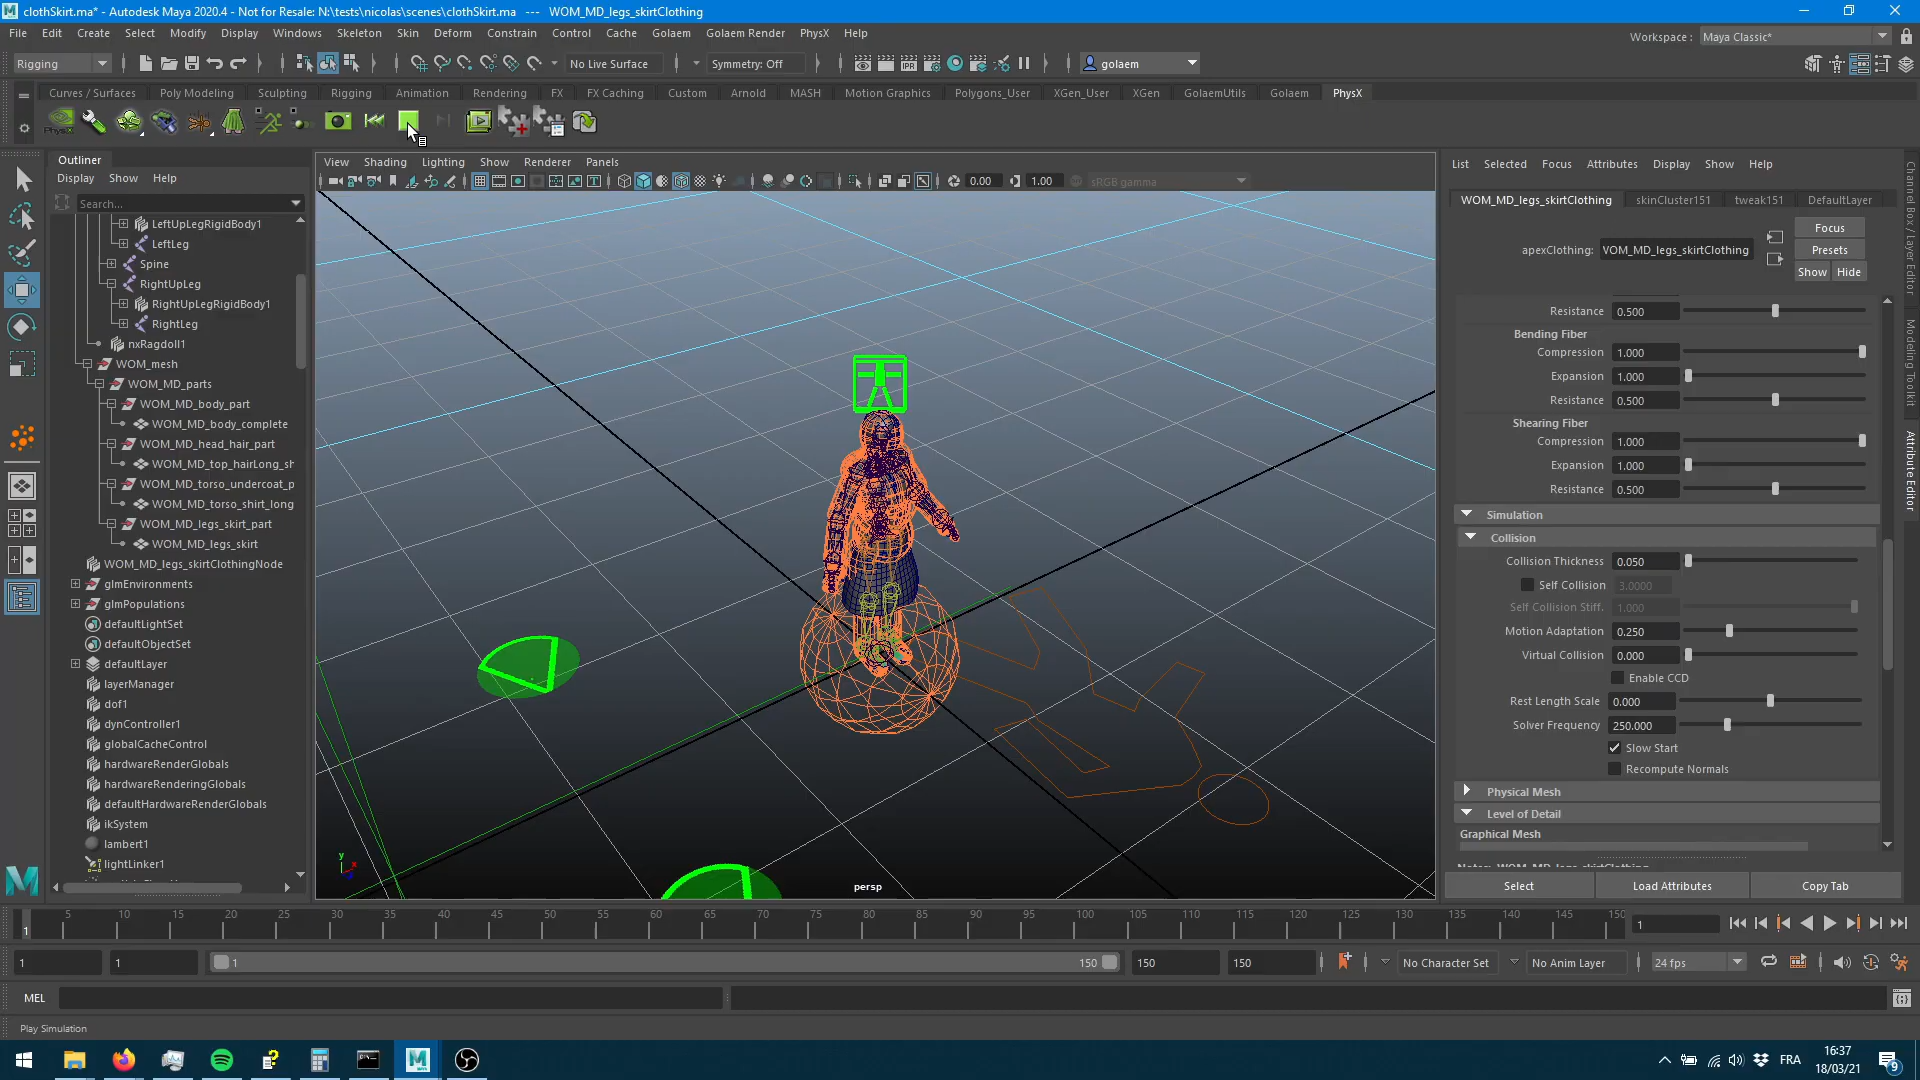 clothSkirt.ma* - Autodesk Maya 2020.4 - Not for Resale: N:\tests\nicolas\scenes\clothSkirt.ma --- WOM_MD_legs_skirtClothing
File Edit Create Select Modify Display Windows Skeleton Skin Deform Constrain Control Cache Golaem Golaem Render PhysX Help
Workspace : Maya Classic*
Rigging
No Live Surface
Symmetry: Off
golaem
Curves / Surfaces Poly Modeling Sculpting Rigging Animation Rendering FX FX Caching Custom Arnold MASH Motion Graphics Polygons_User XGen_User XGen GolaemUtils Golaem PhysX
Outliner
Display Show Help
Search...
LeftUpLegRigidBody1
LeftLeg
Spine
RightUpLeg
RightUpLegRigidBody1
RightLeg
nxRagdoll1
WOM_mesh
WOM_MD_parts
WOM_MD_body_part
WOM_MD_body_complete
WOM_MD_head_hair_part
WOM_MD_top_hairLong_sh
WOM_MD_torso_undercoat_p
WOM_MD_torso_shirt_long
WOM_MD_legs_skirt_part
WOM_MD_legs_skirt
WOM_MD_legs_skirtClothingNode
glmEnvironments
glmPopulations
defaultLightSet
defaultObjectSet
defaultLayer
layerManager
dof1
dynController1
globalCacheControl
hardwareRenderGlobals
hardwareRenderingGlobals
defaultHardwareRenderGlobals
ikSystem
lambert1
lightLinker1
View Shading Lighting Show Renderer Panels
0.00 1.00 sRGB gamma
persp
y x
List Selected Focus Attributes Display Show Help
WOM_MD_legs_skirtClothing skinCluster151 tweak151 DefaultLayer
apexClothing: VOM_MD_legs_skirtClothing
Focus
Presets
Show Hide
Resistance 0.500
Bending Fiber
Compression 1.000
Expansion 1.000
Resistance 0.500
Shearing Fiber
Compression 1.000
Expansion 1.000
Resistance 0.500
Simulation
Collision
Collision Thickness 0.050
Self Collision 3.0000
Self Collision Stiff. 1.000
Motion Adaptation 0.250
Virtual Collision 0.000
Enable CCD
Rest Length Scale 0.000
Solver Frequency 250.000
Slow Start
Recompute Normals
Physical Mesh
Level of Detail
Graphical Mesh
Select Load Attributes Copy Tab
Channel Box / Layer Editor
Modeling Toolkit
Attribute Editor
5 10 15 20 25 30 35 40 45 50 55 60 65 70 75 80 85 90 95 100 105 110 115 120 125 130 135 140 145 150
1
1
1 1 1 150 150 150 No Character Set No Anim Layer 24 fps
MEL
Play Simulation
FRA
16:37
18/03/21
9